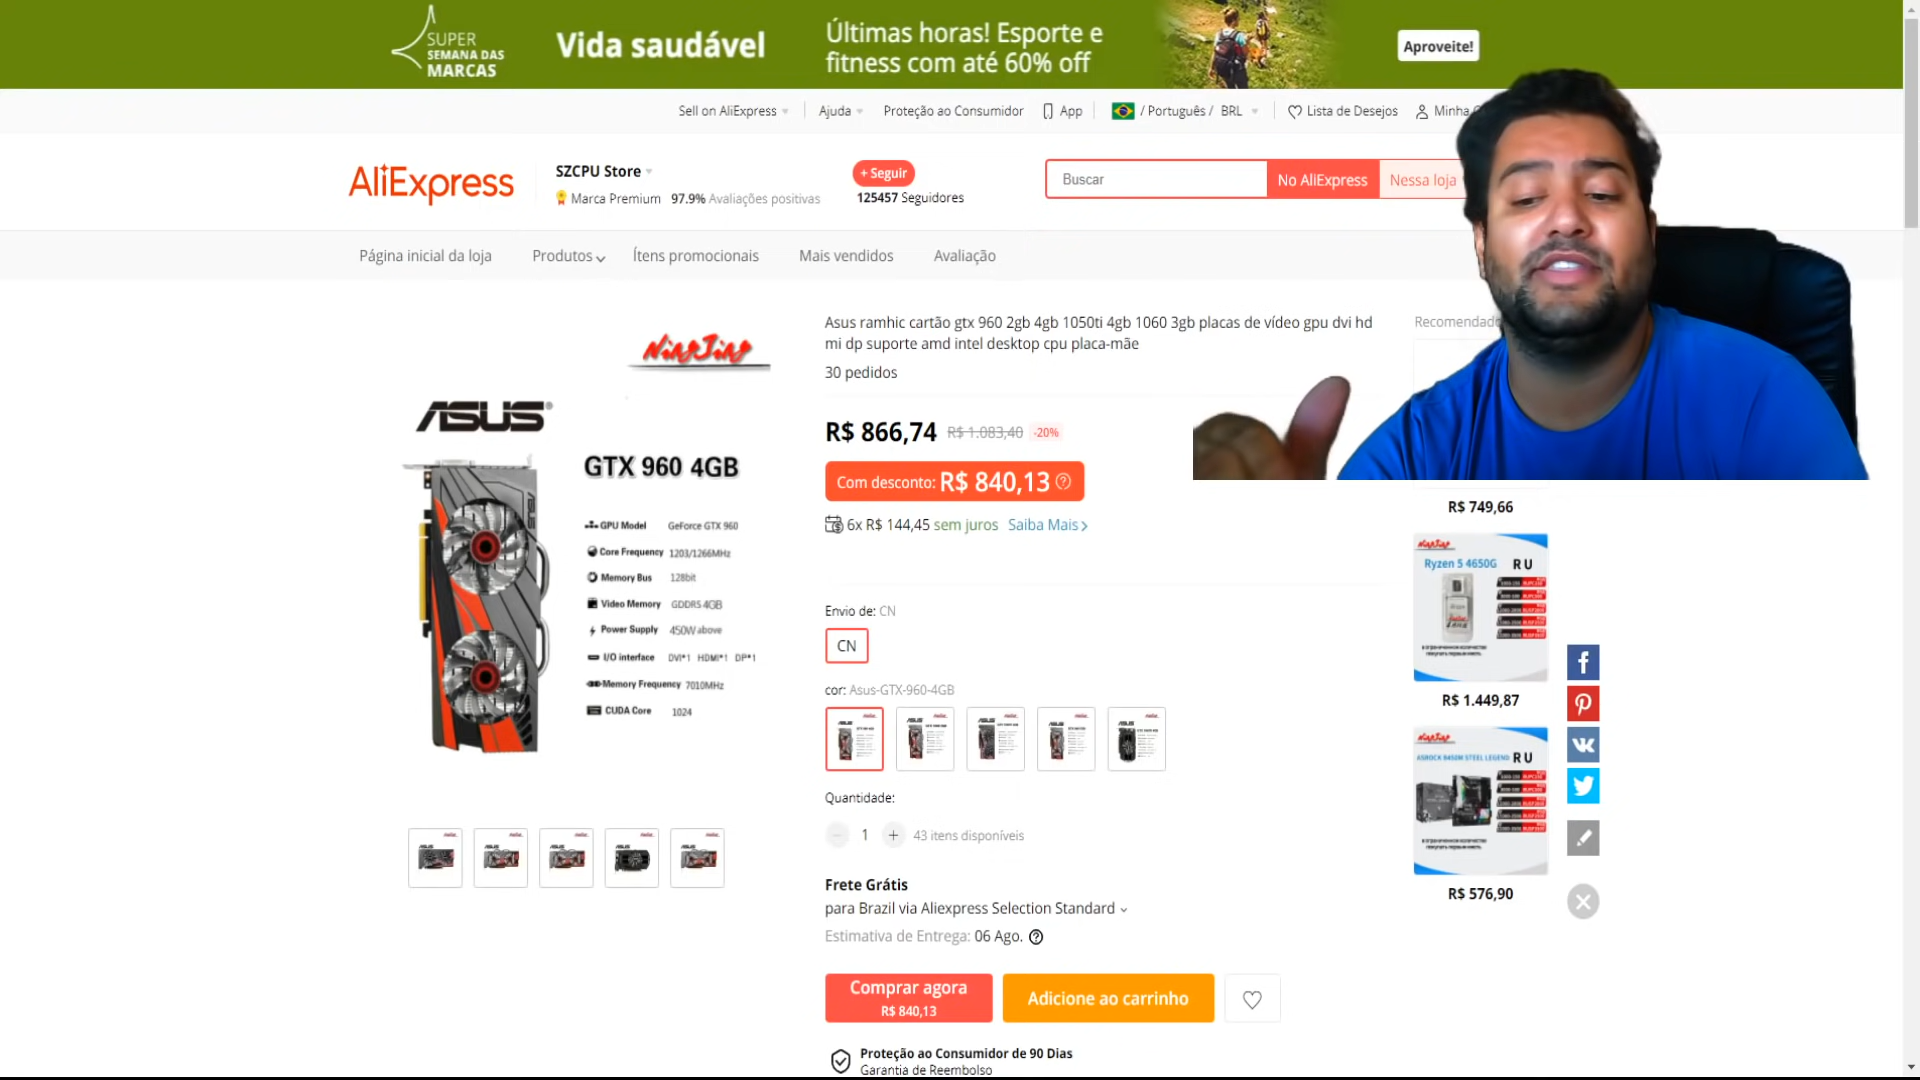 SUPER
SEMANA DAS
MARCAS
Vida saudável
Últimas horas! Esporte e
fitness com até 60% off
Aproveite!
Sell on AliExpress
Ajuda
Proteção ao Consumidor
App
/ Português / BRL
Lista de Desejos
Minha
AliExpress
SZCPU Store
Marca Premium 97.9% Avaliações positivas
+ Seguir
125457 Seguidores
Buscar
No AliExpress
Nessa loja
Página inicial da loja
Produtos
Ítens promocionais
Mais vendidos
Avaliação
NingJing
ASUS
GTX 960 4GB
GPU Model GeForce GTX 960
Core Frequency 1203/1266MHz
Memory Bus 128bit
Video Memory GDDR5 4GB
Power Supply 450W above
I/O interface DVI*1 HDMI*1 DP*1
Memory Frequency 7010MHz
CUDA Core 1024
Asus ramhic cartão gtx 960 2gb 4gb 1050ti 4gb 1060 3gb placas de vídeo gpu dvi hd
mi dp suporte amd intel desktop cpu placa-mãe
30 pedidos
R$ 866,74 R$ 1.083,40 -20%
Com desconto: R$ 840,13
6x R$ 144,45 sem juros Saiba Mais
Envio de: CN
CN
cor: Asus-GTX-960-4GB
Quantidade:
1 + 43 itens disponíveis
Frete Grátis
para Brazil via Aliexpress Selection Standard
Estimativa de Entrega: 06 Ago.
Comprar agora
R$ 840,13
Adicione ao carrinho
Proteção ao Consumidor de 90 Dias
Garantia de Reembolso
R$ 749,66
Ryzen 5 4650G RU
R$ 1.449,87
ASROCK B450M STEEL LEGEND RU
R$ 576,90